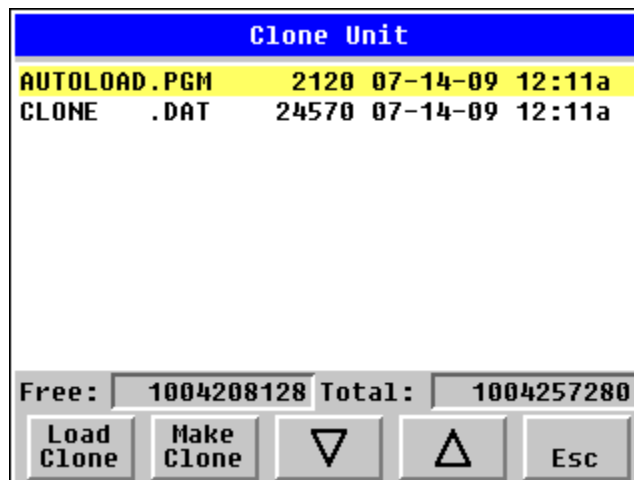 Clone Unit
AUTOLOAD.PGM 2120 07-14-09 12:11a
CLONE .DAT 24570 07-14-09 12:11a
Free: 1004208128 Total: 1004257280
Load Clone Make Clone Esc